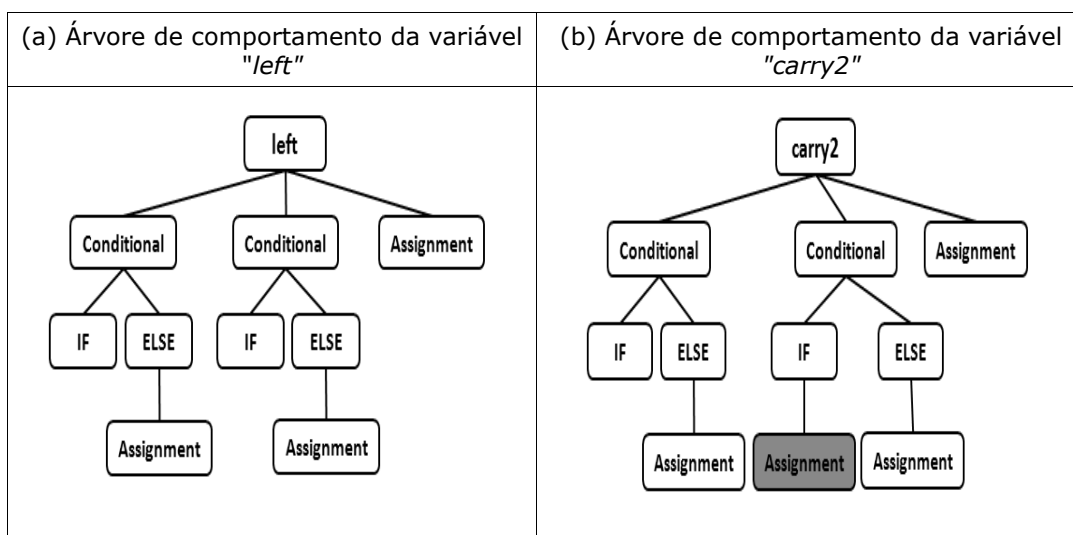 (a) Árvore de comportamento da variável
"left"
left
Conditional
Conditional
Assignment
IF
ELSE
IF
ELSE
Assignment
Assignment
(b) Árvore de comportamento da variável
"carry2"
carry2
Conditional
Conditional
Assignment
IF
ELSE
IF
ELSE
Assignment
Assignment
Assignment